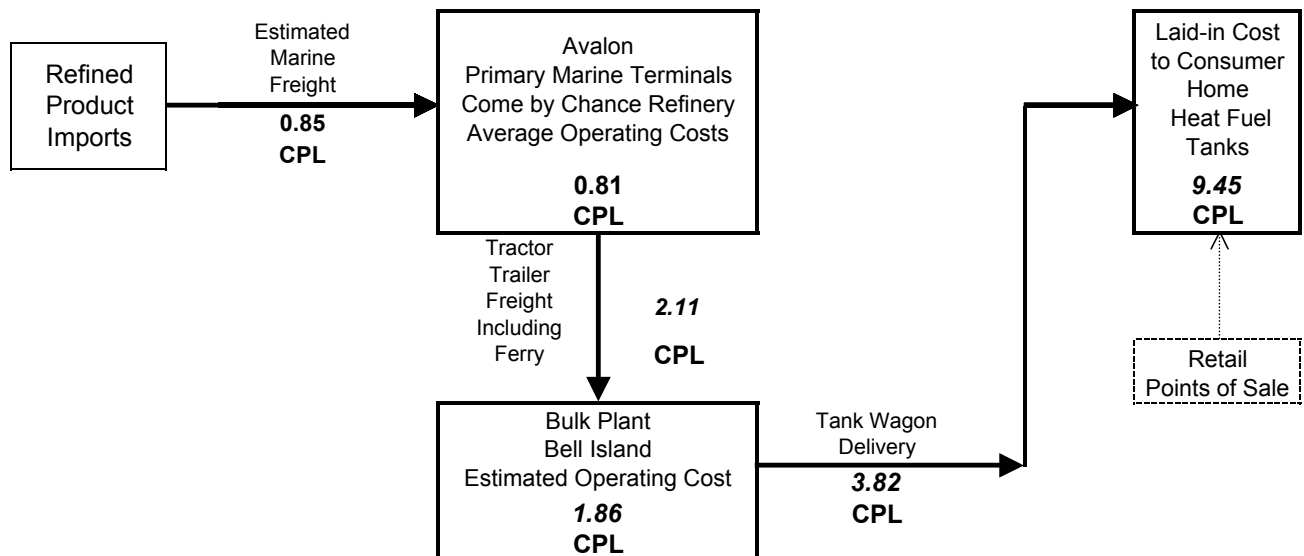 Refined
Product
Imports
Estimated
Marine
Freight
0.85
CPL
Avalon
Primary Marine Terminals
Come by Chance Refinery
Average Operating Costs
0.81
CPL
Tractor
Trailer
Freight
Including
Ferry
2.11
CPL
Bulk Plant
Bell Island
Estimated Operating Cost
1.86
CPL
Tank Wagon
Delivery
3.82
CPL
Laid-in Cost
to Consumer
Home
Heat Fuel
Tanks
9.45
CPL
Retail
Points of Sale